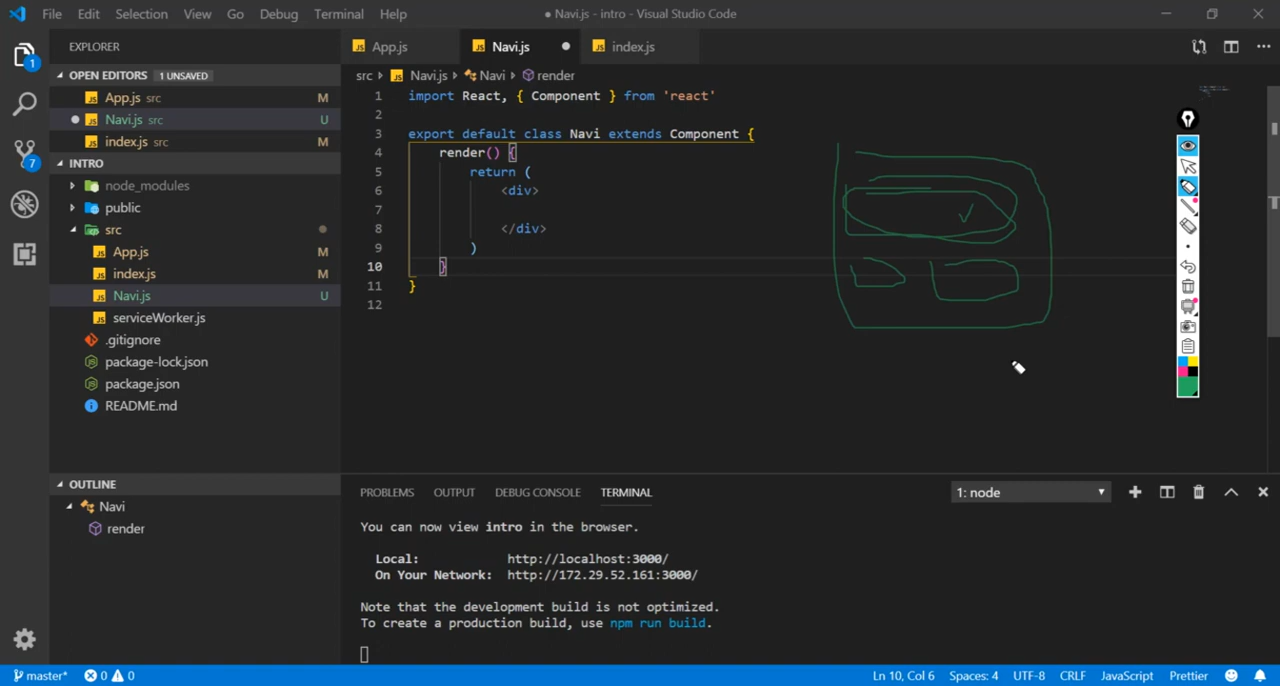 File Edit Selection View Go Debug Terminal Help
● Navi.js - intro - Visual Studio Code
EXPLORER
OPEN EDITORS 1 UNSAVED
App.js src M
Navi.js src U
index.js src M
INTRO
node_modules
public
src
App.js M
index.js M
Navi.js U
serviceWorker.js
.gitignore
package-lock.json
package.json
README.md
OUTLINE
Navi
render
1
7
App.js Navi.js index.js
src > Navi.js > Navi > render
1 import React, { Component } from 'react'
2
3 export default class Navi extends Component {
4 render() {
5 return (
6 <div>
7
8 </div>
9 )
10 }
11 }
12
PROBLEMS OUTPUT DEBUG CONSOLE TERMINAL 1: node
You can now view intro in the browser.
Local: http://localhost:3000/
On Your Network: http://172.29.52.161:3000/
Note that the development build is not optimized.
To create a production build, use npm run build.
master* 0 0 Ln 10, Col 6 Spaces: 4 UTF-8 CRLF JavaScript Prettier